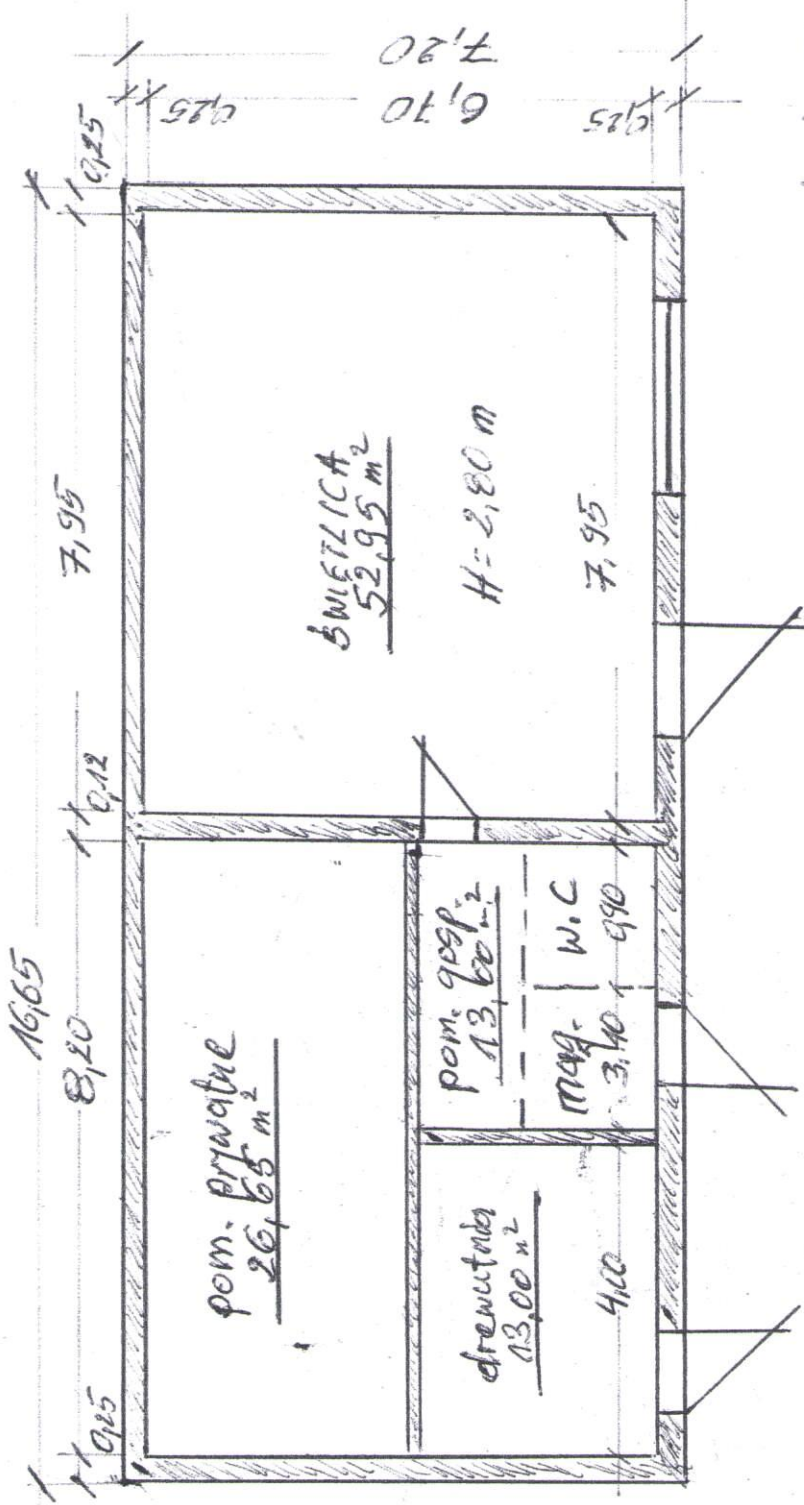 16,65
0,25
8,20
0,12
7,95
0,25
7,20
6,70
0,25
0,25
pom. prywatne
26,65 m²
ŚWIETLICA
52,95 m²
H = 2,80 m
7,95
drewutnia
13,00 m²
4,00
pom. gosp.
13,60 m²
mag.
W.C
3,10
0,90